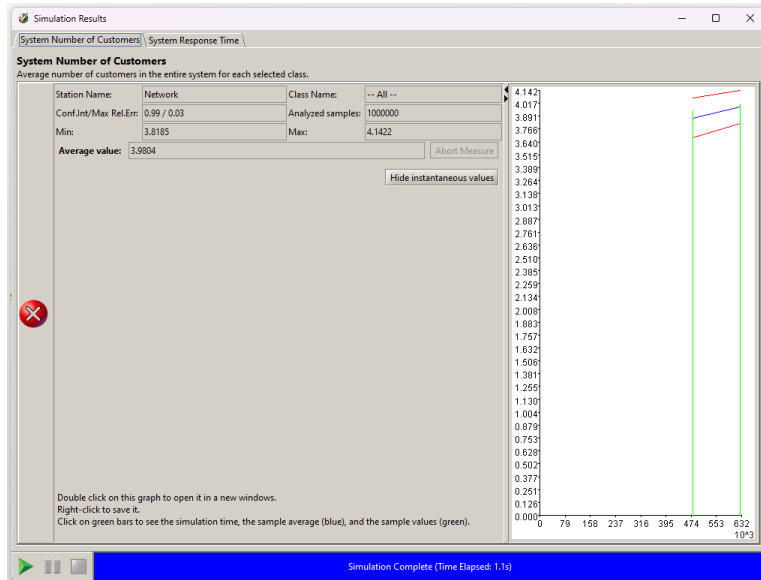 Simulation Results
System Number of Customers System Response Time
System Number of Customers
Average number of customers in the entire system for each selected class.
Station Name: Network Class Name: -- All --
Conf.Int/Max Rel.Err: 0.99 / 0.03 Analyzed samples: 1000000
Min: 3.8185 Max: 4.1422
Average value: 3.9804 Abort Measure
Hide instantaneous values
4.142
4.017
3.891
3.766
3.640
3.515
3.389
3.264
3.138
3.013
2.887
2.761
2.636
2.510
2.385
2.259
2.134
2.008
1.883
1.757
1.632
1.506
1.381
1.255
1.130
1.004
0.879
0.753
0.628
0.502
0.377
0.251
0.126
0.000
0 79 158 237 316 395 474 553 632
10^3
Double click on this graph to open it in a new windows.
Right-click to save it.
Click on green bars to see the simulation time, the sample average (blue), and the sample values (green).
Simulation Complete (Time Elapsed: 1.1s)